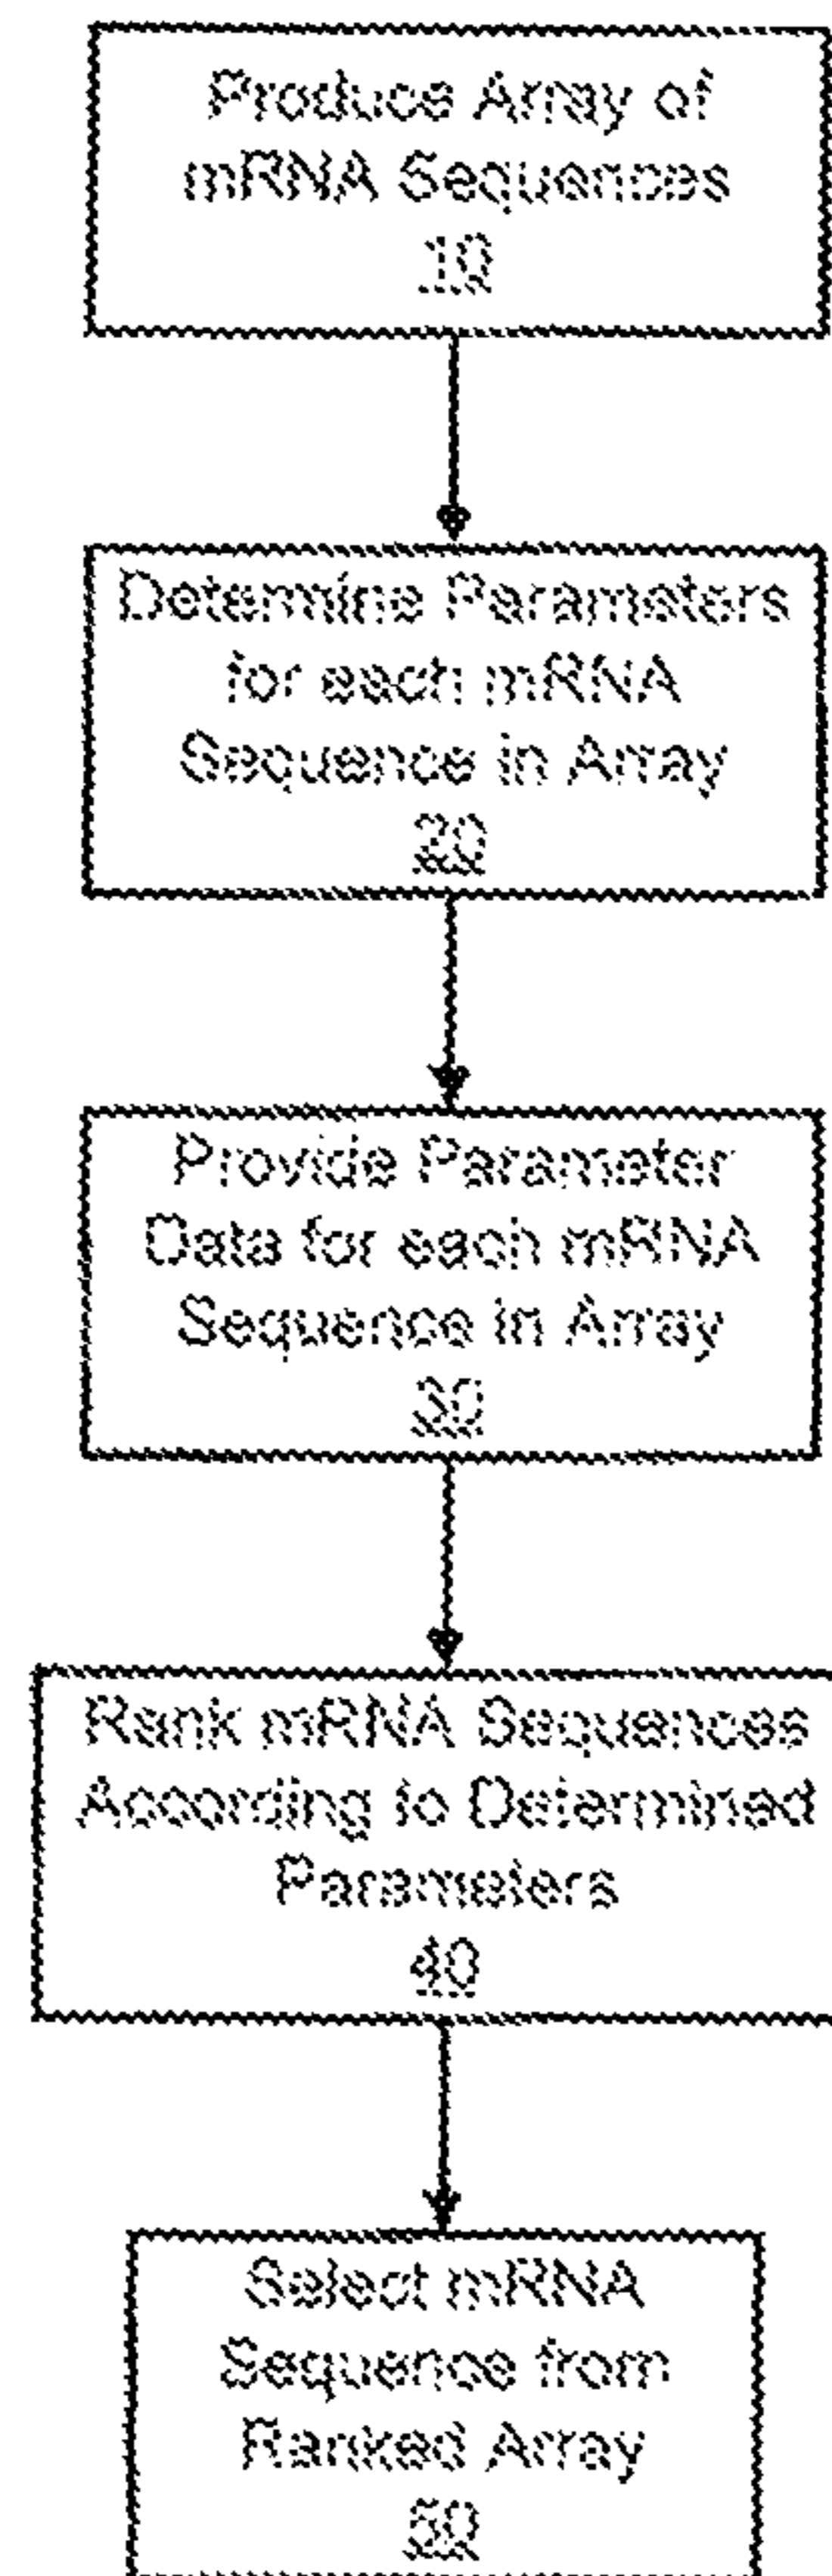 Produce Array of
mRNA Sequences
10
Determine Parameters
for each mRNA
Sequence in Array
20
Provide Parameter
Data for each mRNA
Sequence in Array
30
Rank mRNA Sequences
According to Determined
Parameters
40
Select mRNA
Sequence from
Ranked Array
50